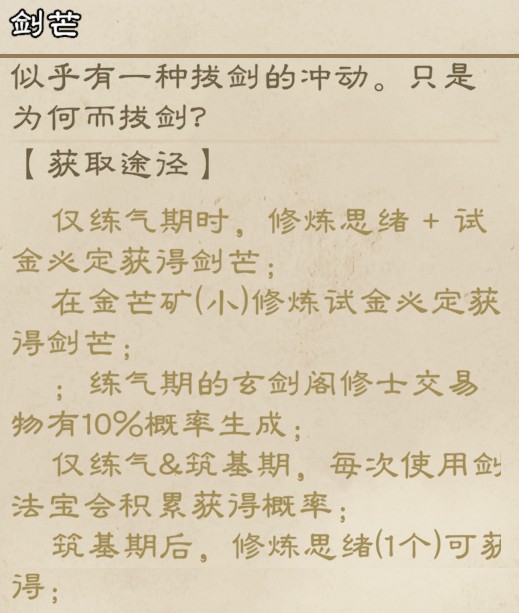 剑芒
似乎有一种拔剑的冲动。只是
为何而拔剑?
【获取途径】
仅练气期时，修炼思绪 + 试
金必定获得剑芒；
在金芒矿(小)修炼试金必定获
得剑芒；
；练气期的玄剑阁修士交易
物有10%概率生成；
仅练气&筑基期，每次使用剑
法宝会积累获得概率；
筑基期后，修炼思绪(1个)可获
得；